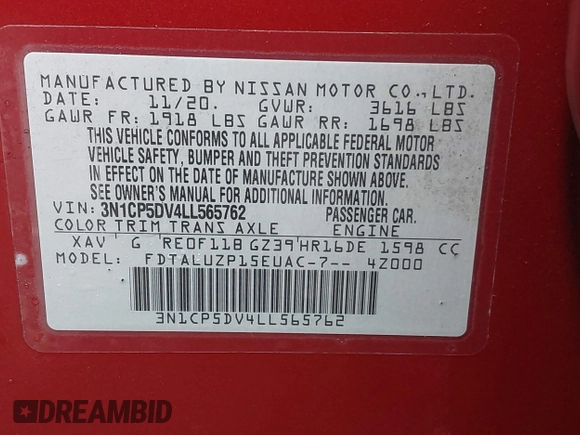 MANUFACTURED BY NISSAN MOTOR CO., LTD.
DATE: 11/20. GVWR: 3616 LBS
GAWR FR: 1918 LBS GAWR RR: 1698 LBS
THIS VEHICLE CONFORMS TO ALL APPLICABLE FEDERAL MOTOR
VEHICLE SAFETY, BUMPER AND THEFT PREVENTION STANDARDS
IN EFFECT ON THE DATE OF MANUFACTURE SHOWN ABOVE.
SEE OWNER'S MANUAL FOR ADDITIONAL INFORMATION.
VIN: 3N1CP5DV4LL565762 PASSENGER CAR.
COLOR TRIM TRANS AXLE ENGINE
XAV G RE0F11B GZ39 HR16DE 1598 CC
MODEL: FDTALUZP15EUAC-7-- 4Z000
3N1CP5DV4LL565762
DREAMBID